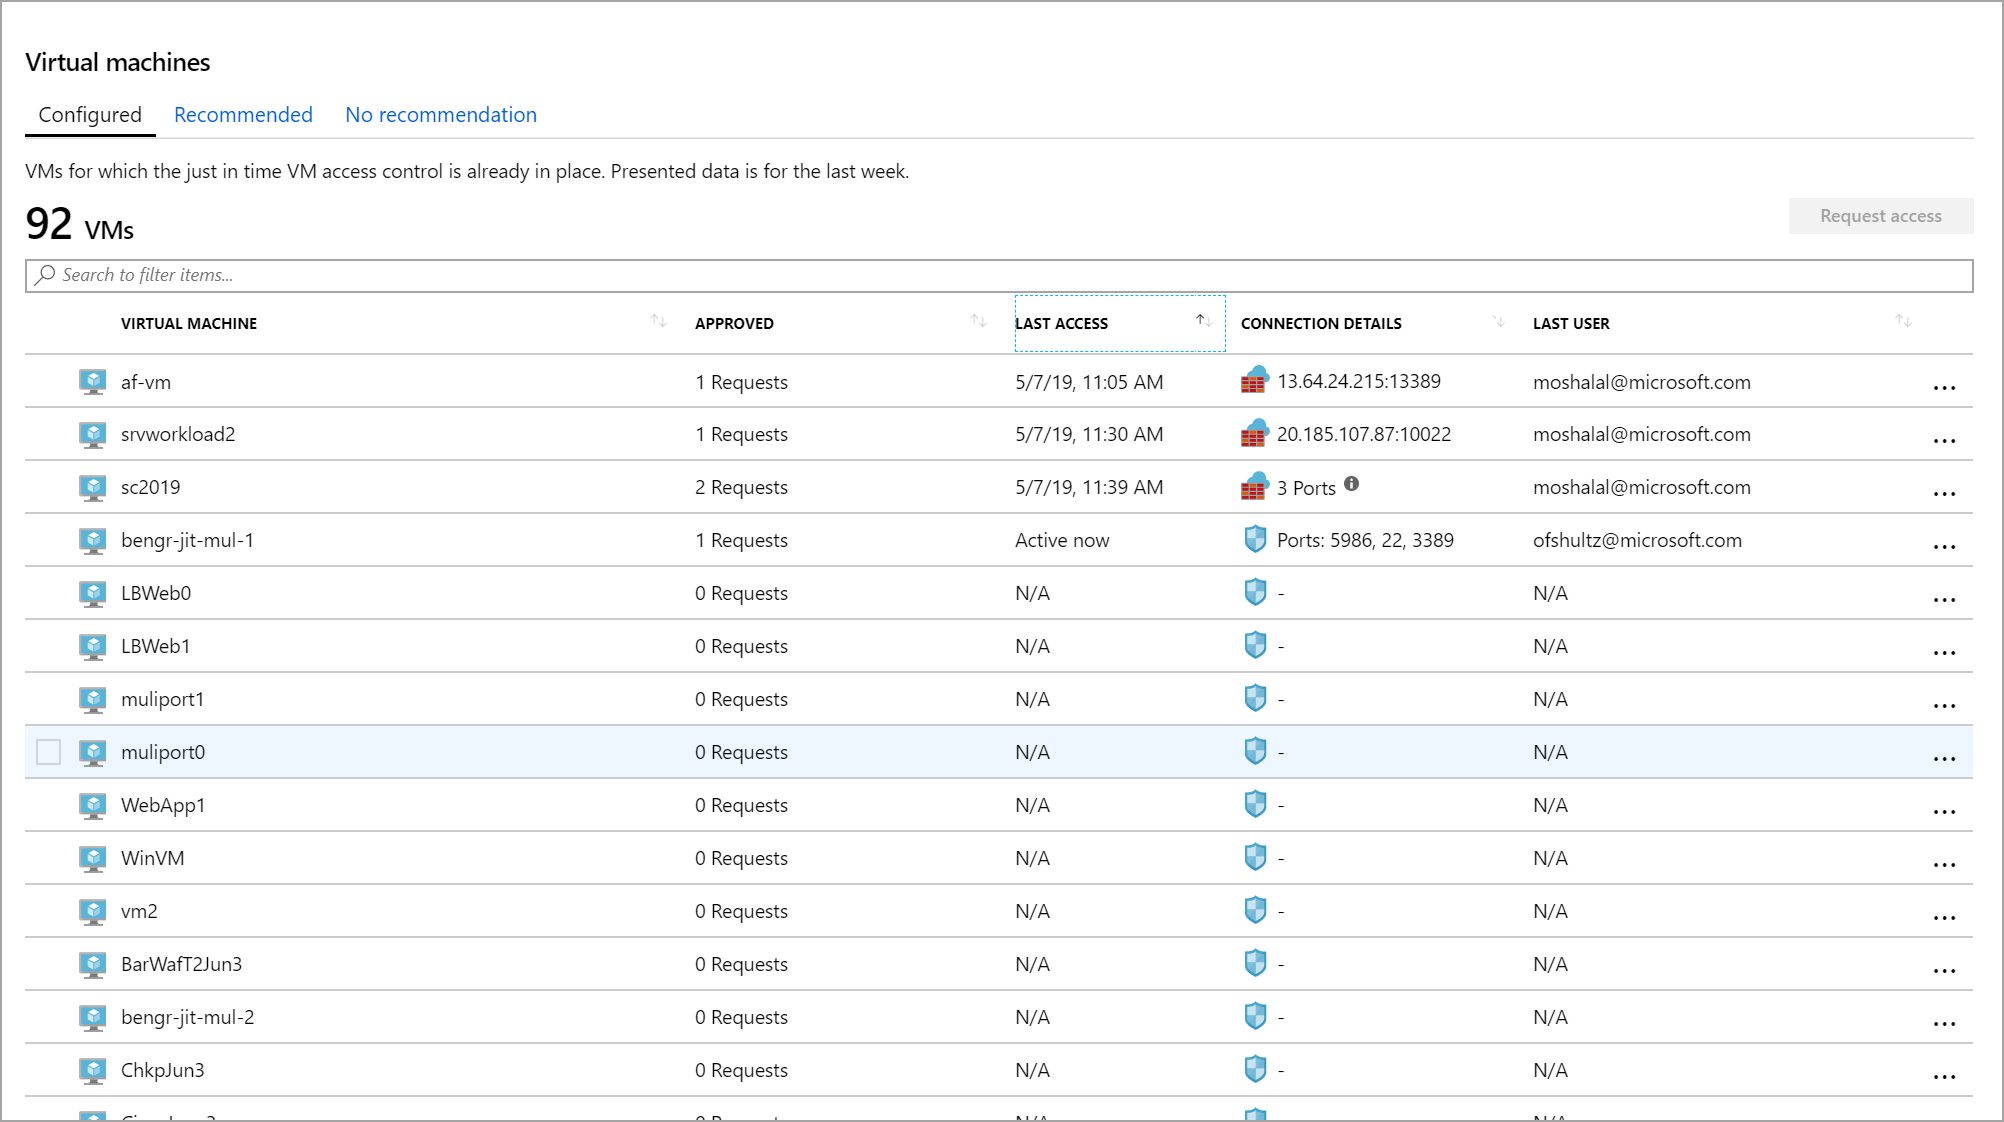 Virtual machines
Configured Recommended No recommendation
VMs for which the just in time VM access control is already in place. Presented data is for the last week.
92 VMs
Request access
Search to filter items...
VIRTUAL MACHINE APPROVED LAST ACCESS CONNECTION DETAILS LAST USER
af-vm 1 Requests 5/7/19, 11:05 AM 13.64.24.215:13389 moshalal@microsoft.com ...
srvworkload2 1 Requests 5/7/19, 11:30 AM 20.185.107.87:10022 moshalal@microsoft.com ...
sc2019 2 Requests 5/7/19, 11:39 AM 3 Ports moshalal@microsoft.com ...
bengr-jit-mul-1 1 Requests Active now Ports: 5986, 22, 3389 ofshultz@microsoft.com ...
LBWeb0 0 Requests N/A - N/A ...
LBWeb1 0 Requests N/A - N/A ...
muliport1 0 Requests N/A - N/A ...
muliport0 0 Requests N/A - N/A ...
WebApp1 0 Requests N/A - N/A ...
WinVM 0 Requests N/A - N/A ...
vm2 0 Requests N/A - N/A ...
BarWafT2Jun3 0 Requests N/A - N/A ...
bengr-jit-mul-2 0 Requests N/A - N/A ...
ChkpJun3 0 Requests N/A - N/A ...